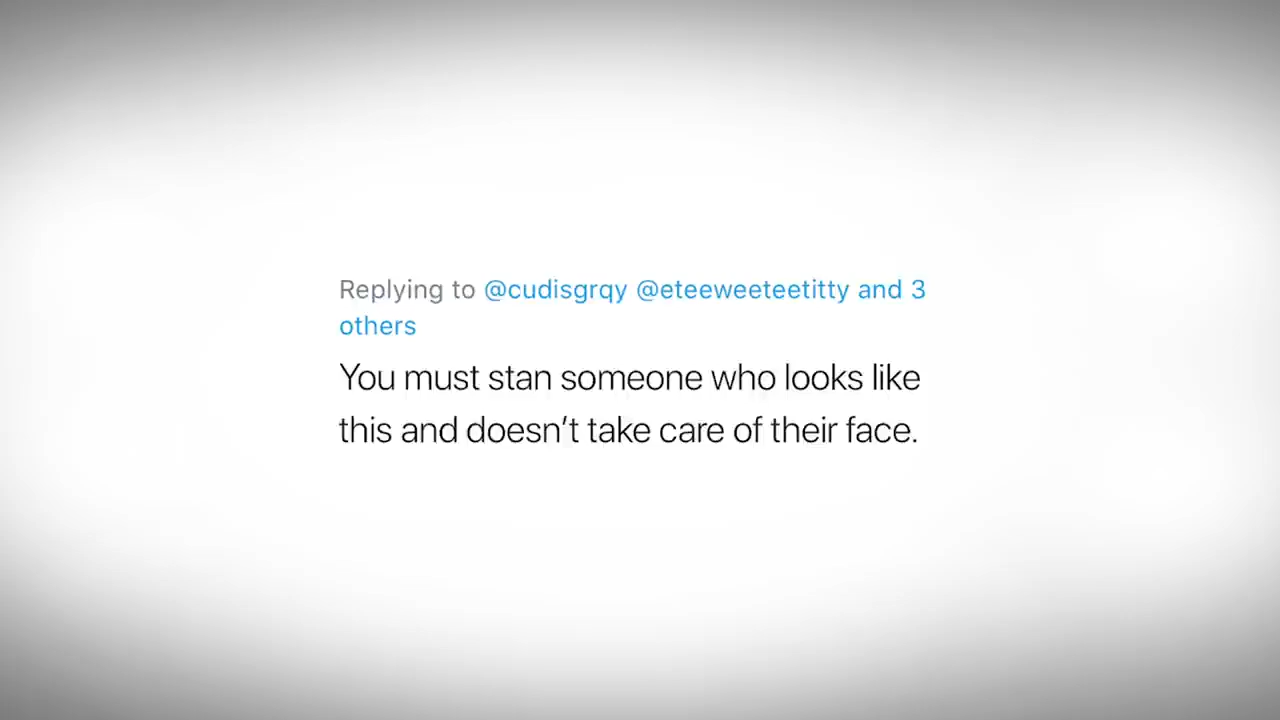 Replying to @cudisgrqy @eteeweeteetitty and 3
others
You must stan someone who looks like
this and doesn’t take care of their face.